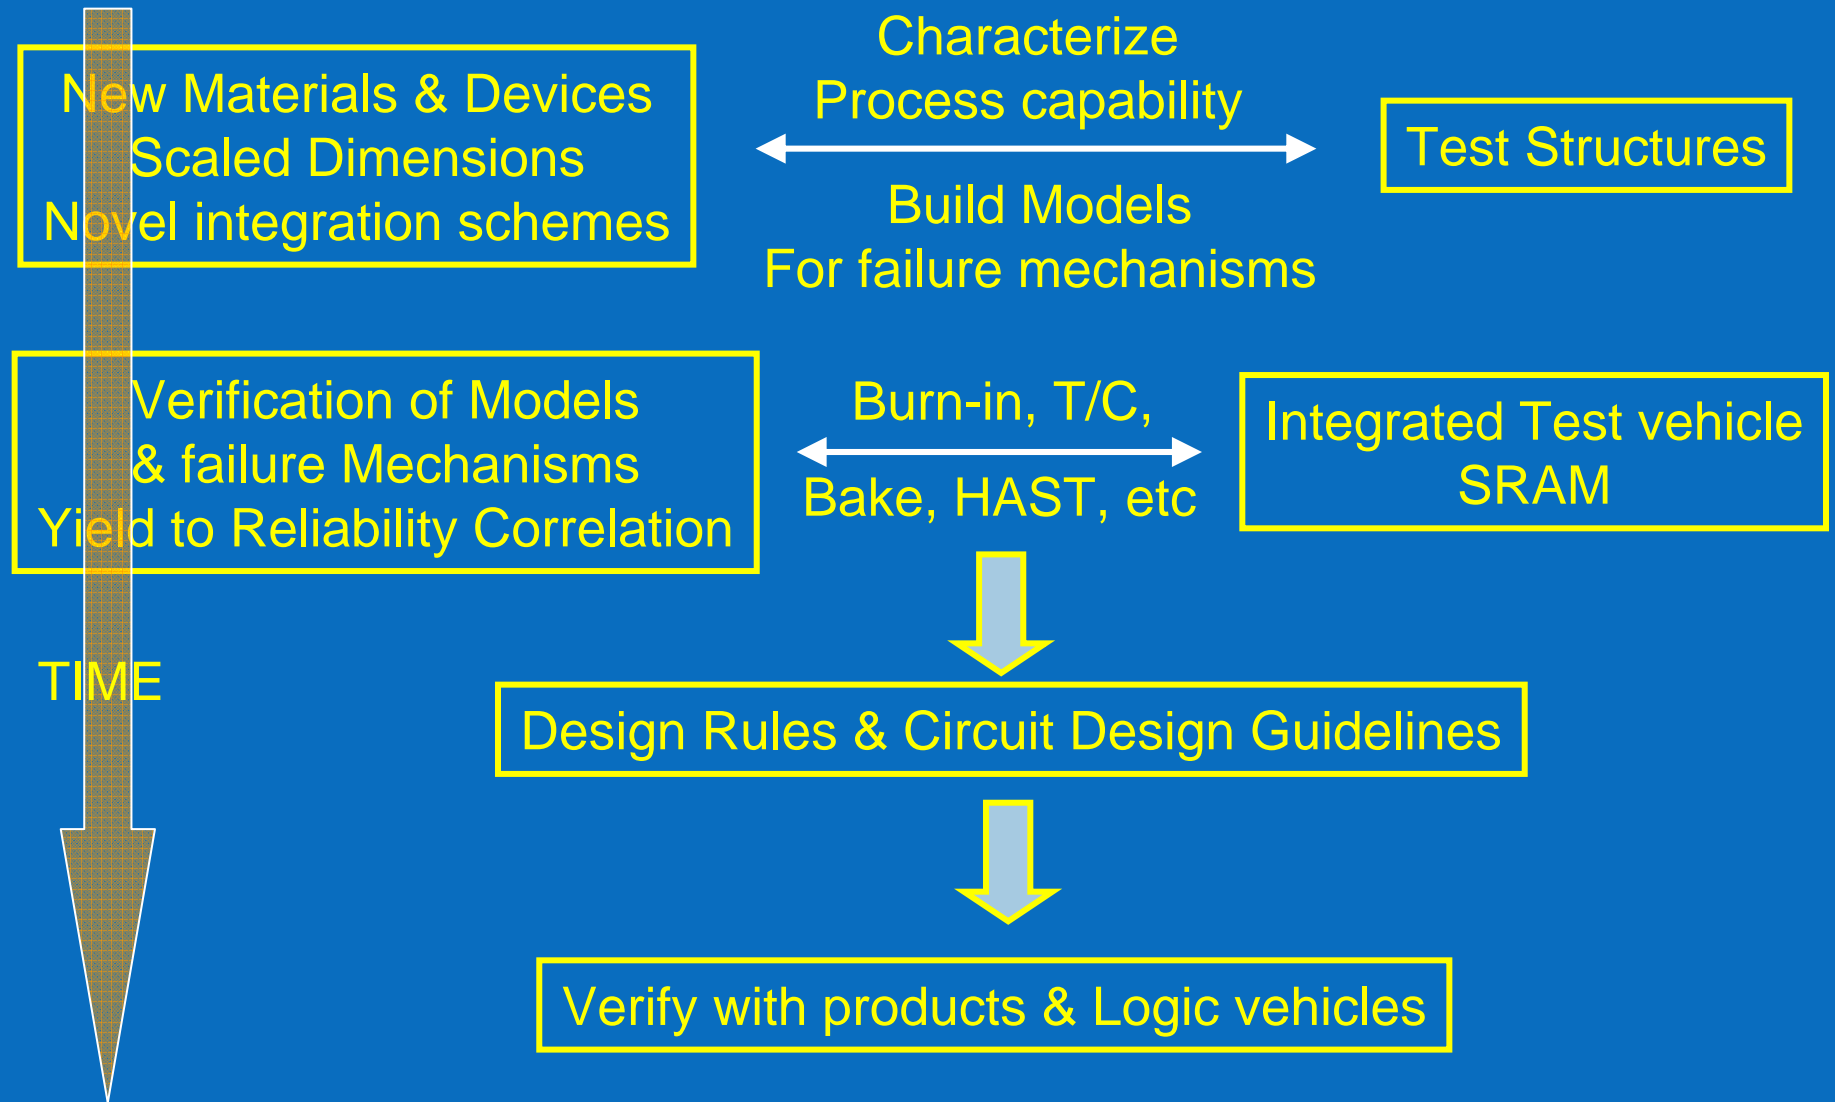 New Materials & Devices
Scaled Dimensions
Novel integration schemes
Characterize
Process capability
Build Models
For failure mechanisms
Test Structures
Verification of Models
& failure Mechanisms
Yield to Reliability Correlation
Burn-in, T/C,
Bake, HAST, etc
Integrated Test vehicle
SRAM
TIME
Design Rules & Circuit Design Guidelines
Verify with products & Logic vehicles